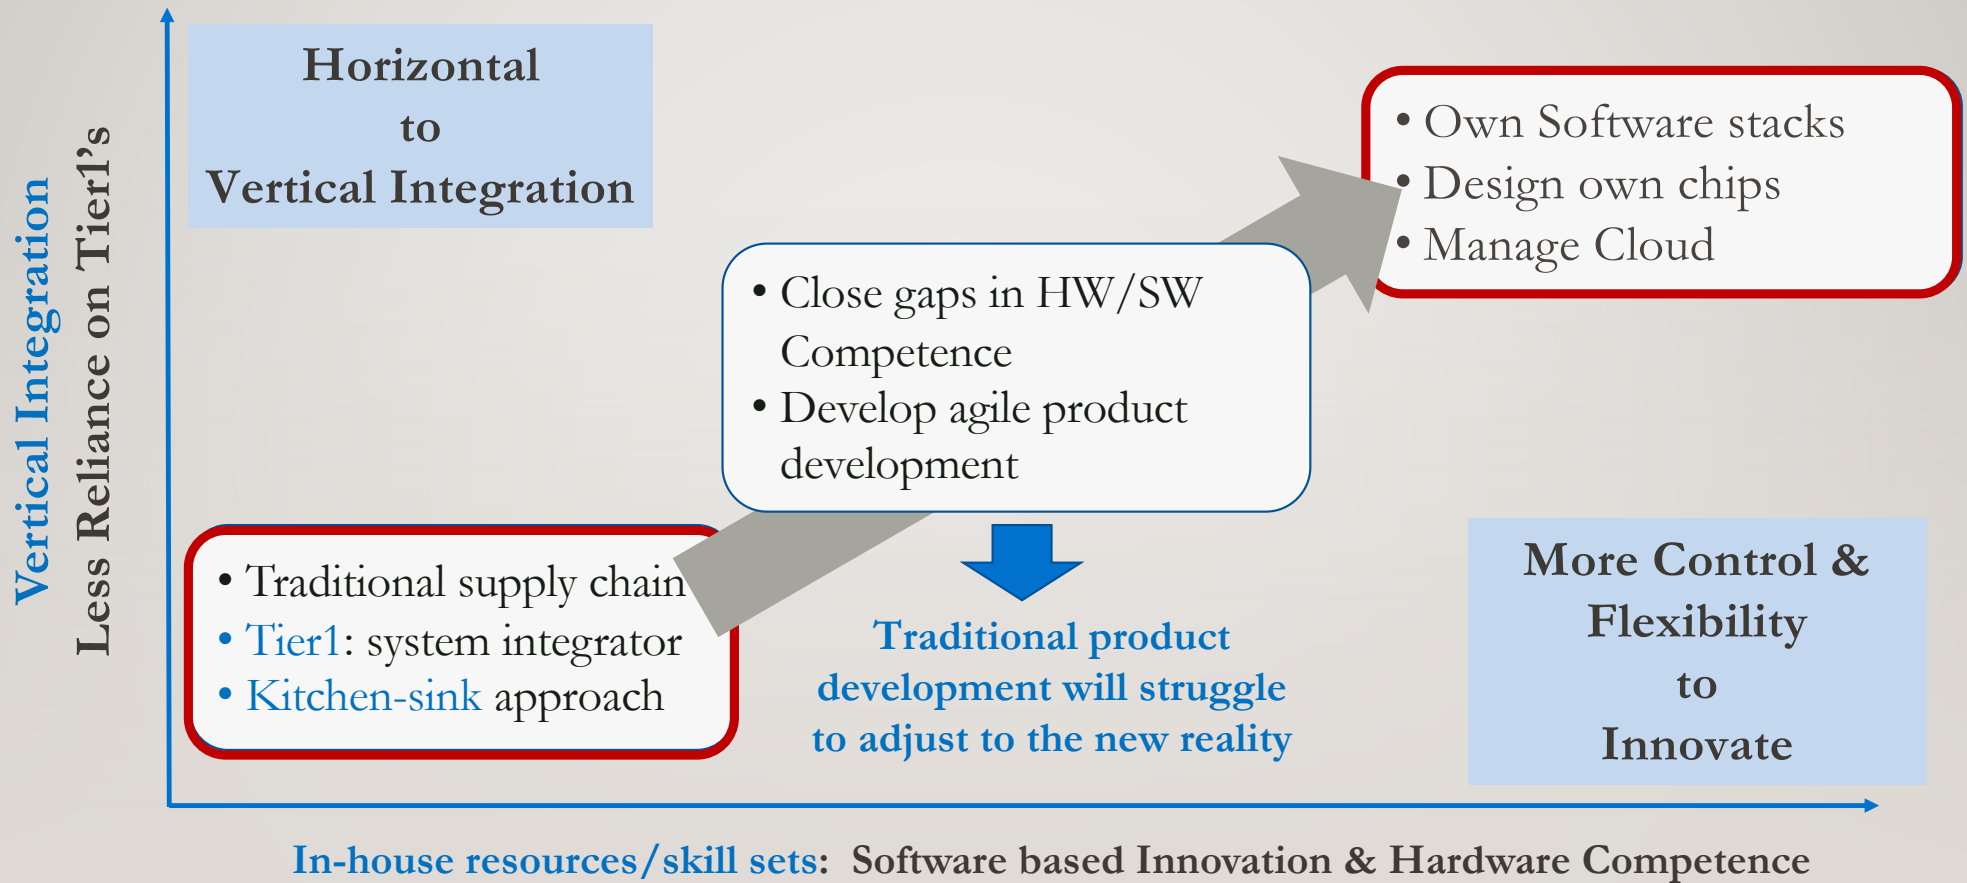 Horizontal
to
Vertical Integration
• Own Software stacks
• Design own chips
• Manage Cloud
• Close gaps in HW/SW
Competence
• Develop agile product
development
Vertical Integration
Less Reliance on Tier1's
• Traditional supply chain
• Tier1: system integrator
• Kitchen-sink approach
Traditional product
development will struggle
to adjust to the new reality
More Control &
Flexibility
to
Innovate
In-house resources/skill sets: Software based Innovation & Hardware Competence